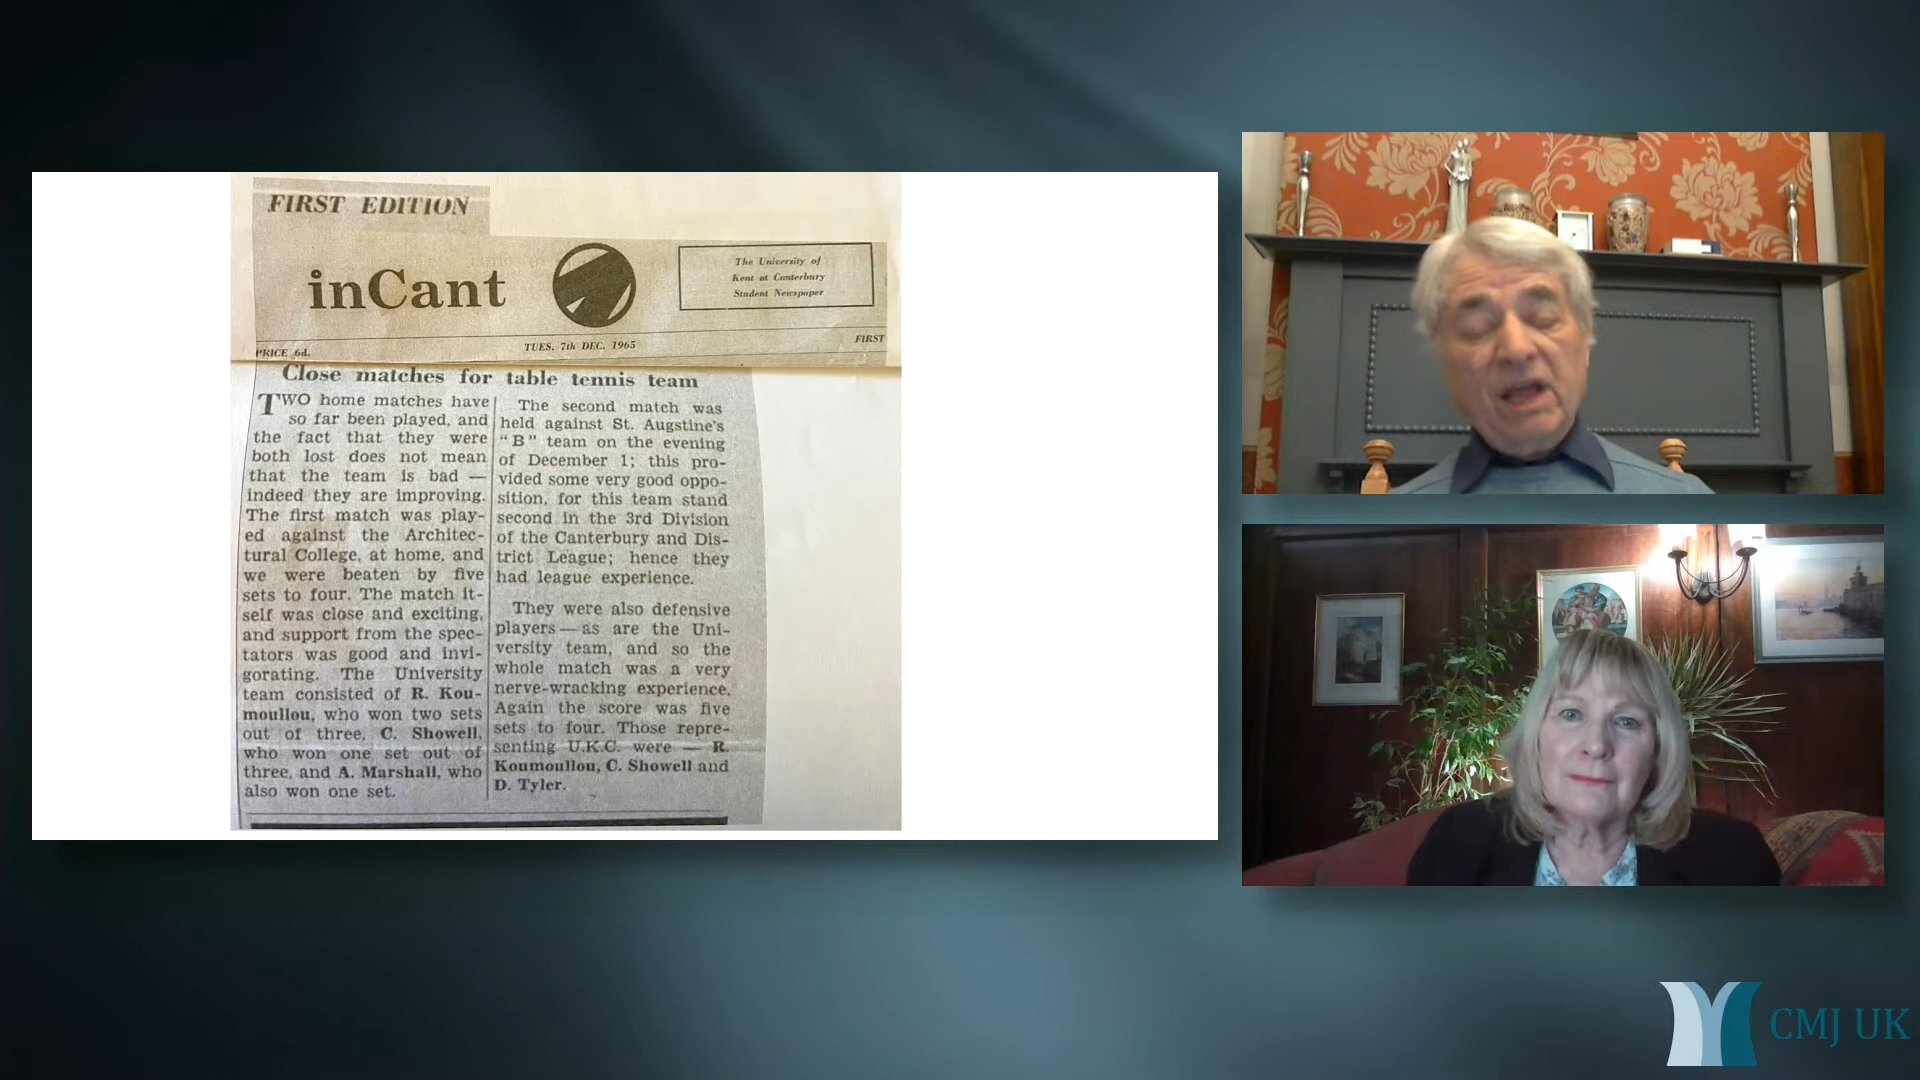 FIRST EDITION
inCant
The University of
Kent at Canterbury
Student Newspaper
PRICE 6d.
TUES. 7th DEC. 1965
FIRST
Close matches for table tennis team
TWO home matches have
so far been played, and
the fact that they were
both lost does not mean
that the team is bad —
indeed they are improving.
The first match was play-
ed against the Architec-
tural College, at home, and
we were beaten by five
sets to four. The match it-
self was close and exciting,
and support from the spec-
tators was good and invi-
gorating. The University
team consisted of R. Kou-
moullou, who won two sets
out of three, C. Showell,
who won one set out of
three, and A. Marshall, who
also won one set.
The second match was
held against St. Augstine's
"B" team on the evening
of December 1; this pro-
vided some very good oppo-
sition, for this team stand
second in the 3rd Division
of the Canterbury and Dis-
trict League; hence they
had league experience.
They were also defensive
players — as are the Uni-
versity team, and so the
whole match was a very
nerve-wracking experience.
Again the score was five
sets to four. Those repre-
senting U.K.C. were — R.
Koumoullou, C. Showell and
D. Tyler.
CMJ UK